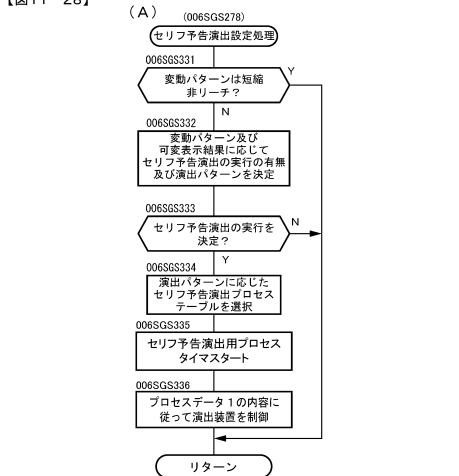 (A)
(006SGS278)
セリフ予告演出設定処理
006SGS331
変動パターンは短縮
非リーチ？
Y
N
006SGS332
変動パターン及び
可変表示結果に応じて
セリフ予告演出の実行の有無
及び演出パターンを決定
006SGS333
セリフ予告演出の実行を
決定？
N
Y
006SGS334
演出パターンに応じた
セリフ予告演出プロセス
テーブルを選択
006SGS335
セリフ予告演出用プロセス
タイマスタート
006SGS336
プロセスデータ１の内容に
従って演出装置を制御
リターン